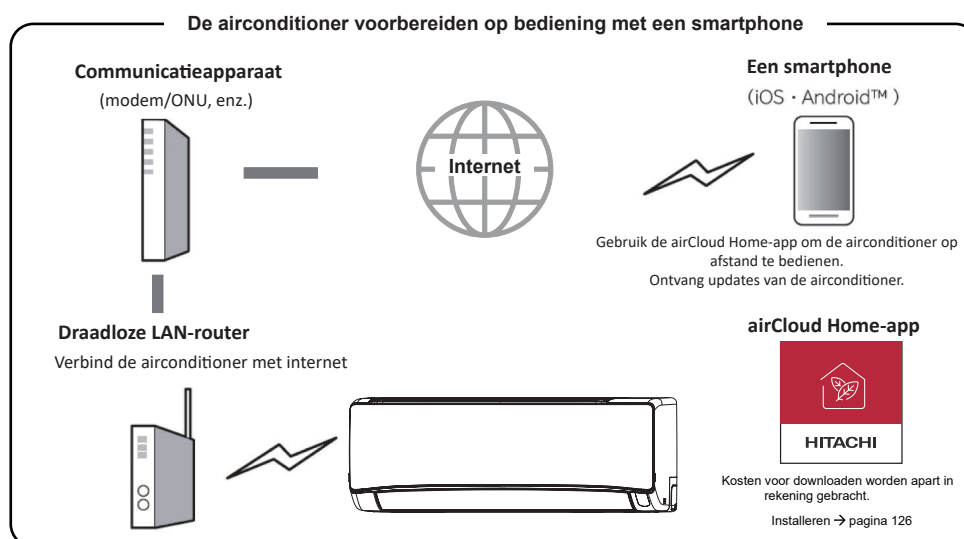 De airconditioner voorbereiden op bediening met een smartphone
Communicatieapparaat
(modem/ONU, enz.)
Internet
Een smartphone
(iOS · Android™ )
Gebruik de airCloud Home-app om de airconditioner op
afstand te bedienen.
Ontvang updates van de airconditioner.
Draadloze LAN-router
Verbind de airconditioner met internet
airCloud Home-app
HITACHI
Kosten voor downloaden worden apart in
rekening gebracht.
Installeren → pagina 126